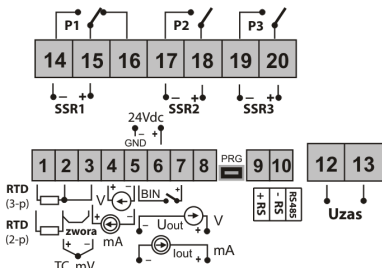 P1 P2 P3
14 15 16 17 18 19 20
– + – + – +
SSR1 SSR2 SSR3
24Vdc
– +
GND
1 2 3 4 5 6 7 8 PRG 9 10 12 13
RTD
(3-p)
+ – V BIN
+ RS
- RS
RS485
Uzas
RTD
(2-p)
zwora
+ – mA
Uout V
– +
+ –
TC, mV
Iout mA
– +